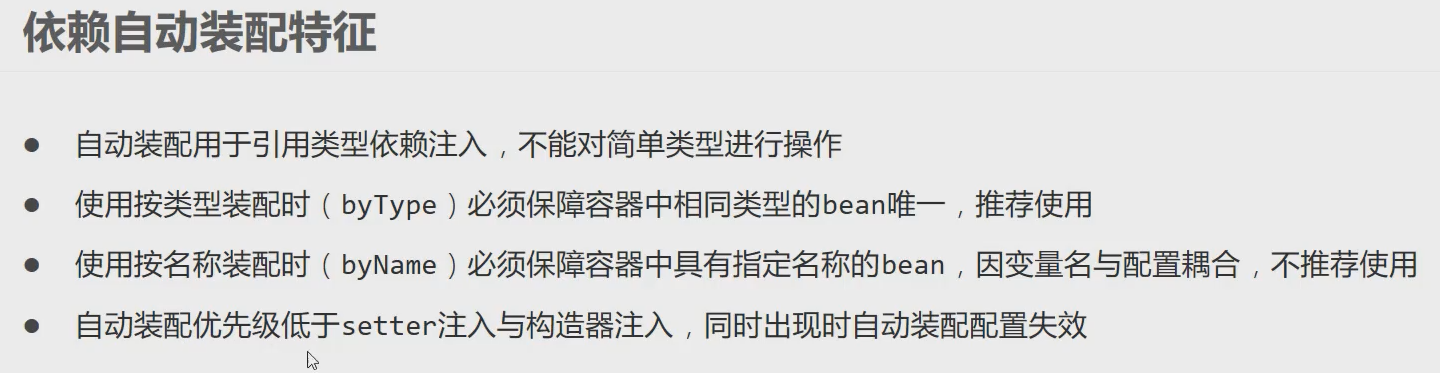 依赖自动装配特征
● 自动装配用于引用类型依赖注入，不能对简单类型进行操作
● 使用按类型装配时（byType）必须保障容器中相同类型的bean唯一，推荐使用
● 使用按名称装配时（byName）必须保障容器中具有指定名称的bean，因变量名与配置耦合，不推荐使用
● 自动装配优先级低于setter注入与构造器注入，同时出现时自动装配配置失效